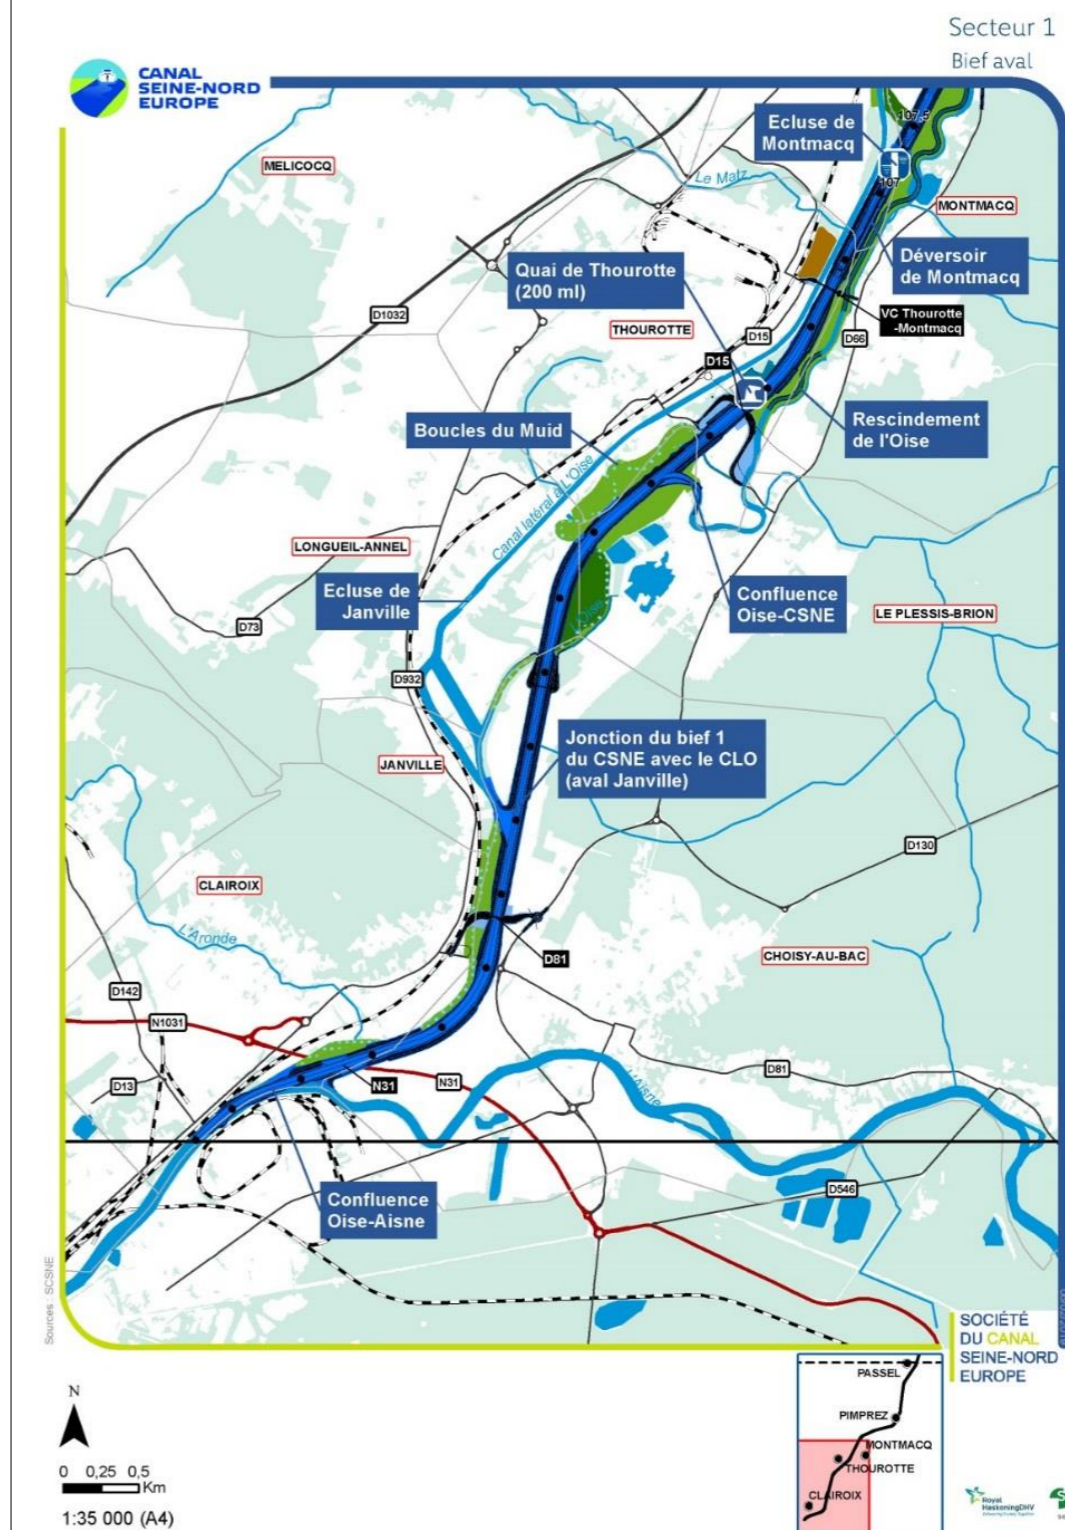 Secteur 1
Bief aval
CANAL
SEINE-NORD
EUROPE
107,5
Ecluse de
Montmacq
107
MELICOCQ
Le Matz
MONTMACQ
Déversoir
de Montmacq
Quai de Thourotte
(200 ml)
D1032
THOUROTTE
VC Thourotte
-Montmacq
D15
D66
D15
Boucles du Muid
Rescindement
de l'Oise
Canal latéral à L'Oise
LONGUEIL-ANNEL
Ecluse de
Janville
Confluence
Oise-CSNE
L'Oise
LE PLESSIS-BRION
D73
D932
Jonction du bief 1
du CSNE avec le CLO
(aval Janville)
JANVILLE
D130
CLAIROIX
L'Aronde
CHOISY-AU-BAC
D81
D142
N1031
D13
N31
N31
D81
L'Aisne
D546
Confluence
Oise-Aisne
Sources : SCSNE
SOCIÉTÉ
DU CANAL
SEINE-NORD
EUROPE
PASSEL
PIMPREZ
MONTMACQ
THOUROTTE
CLAIROIX
N
0 0,25 0,5
Km
1:35 000 (A4)
Royal
HaskoningDHV